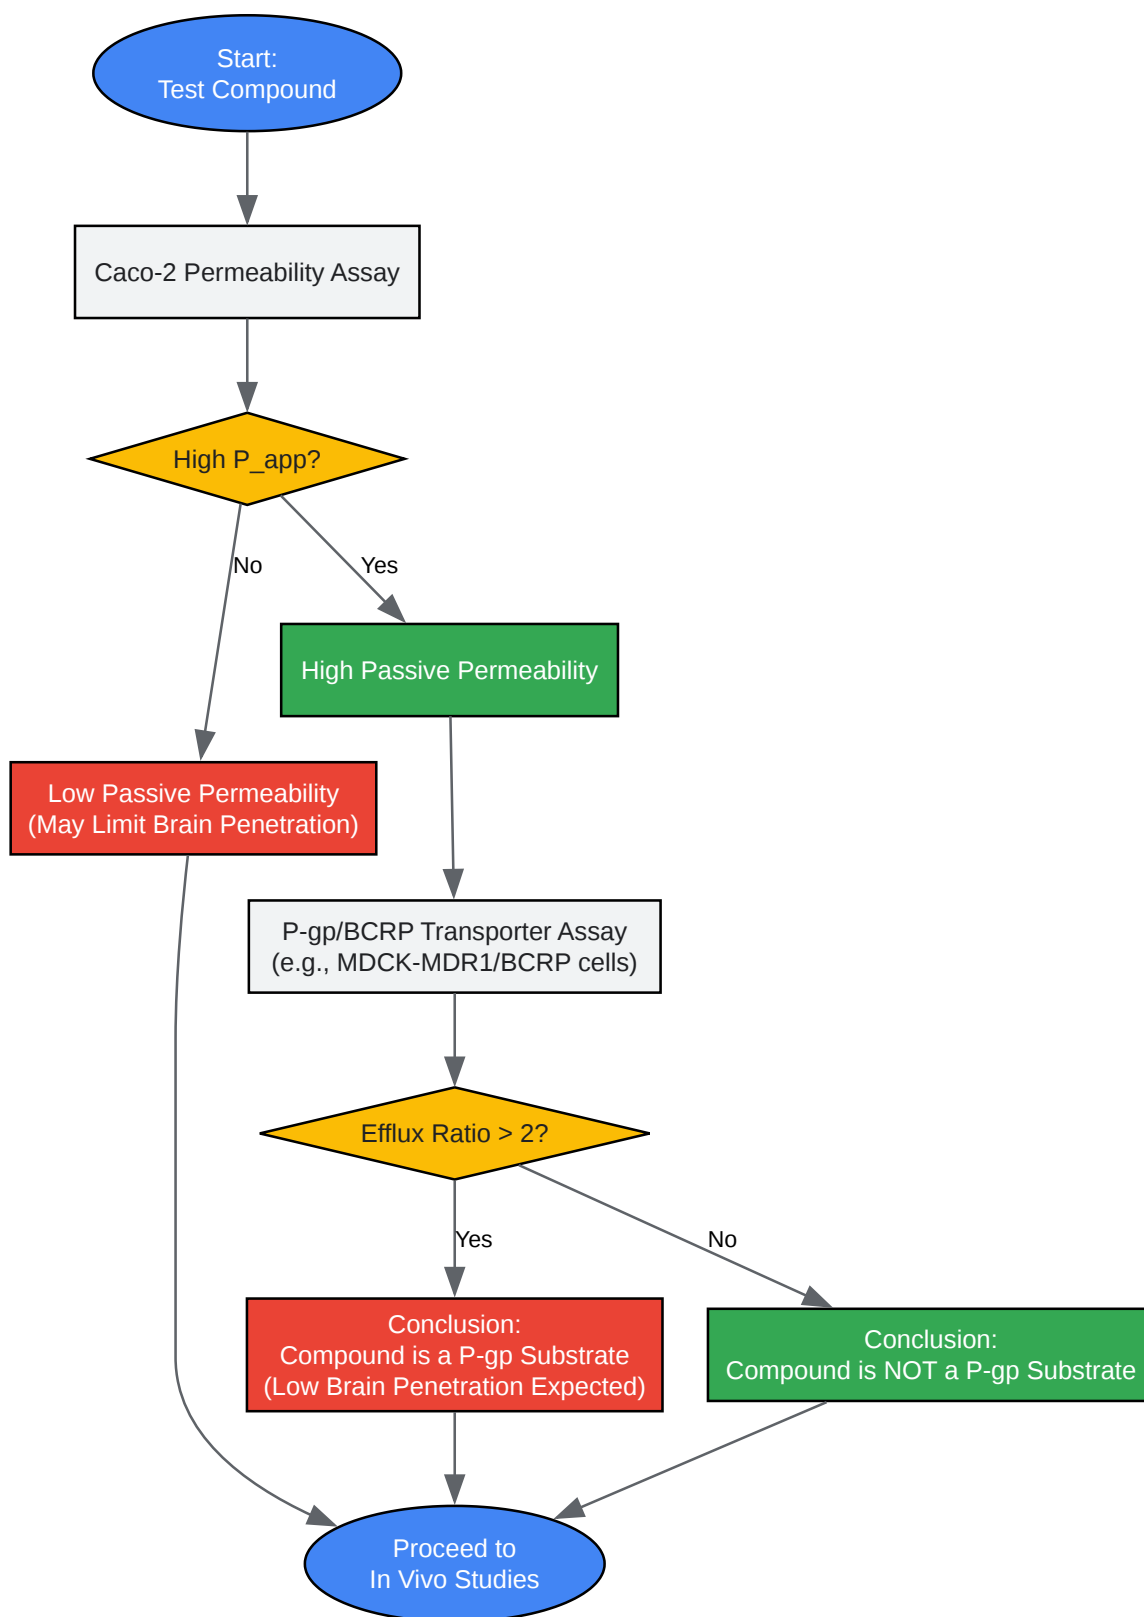 Start:
Test Compound
Caco-2 Permeability Assay
High P_app?
No
Yes
High Passive Permeability
Low Passive Permeability
(May Limit Brain Penetration)
P-gp/BCRP Transporter Assay
(e.g., MDCK-MDR1/BCRP cells)
Efflux Ratio > 2?
Yes
No
Conclusion:
Compound is a P-gp Substrate
(Low Brain Penetration Expected)
Conclusion:
Compound is NOT a P-gp Substrate
Proceed to
In Vivo Studies